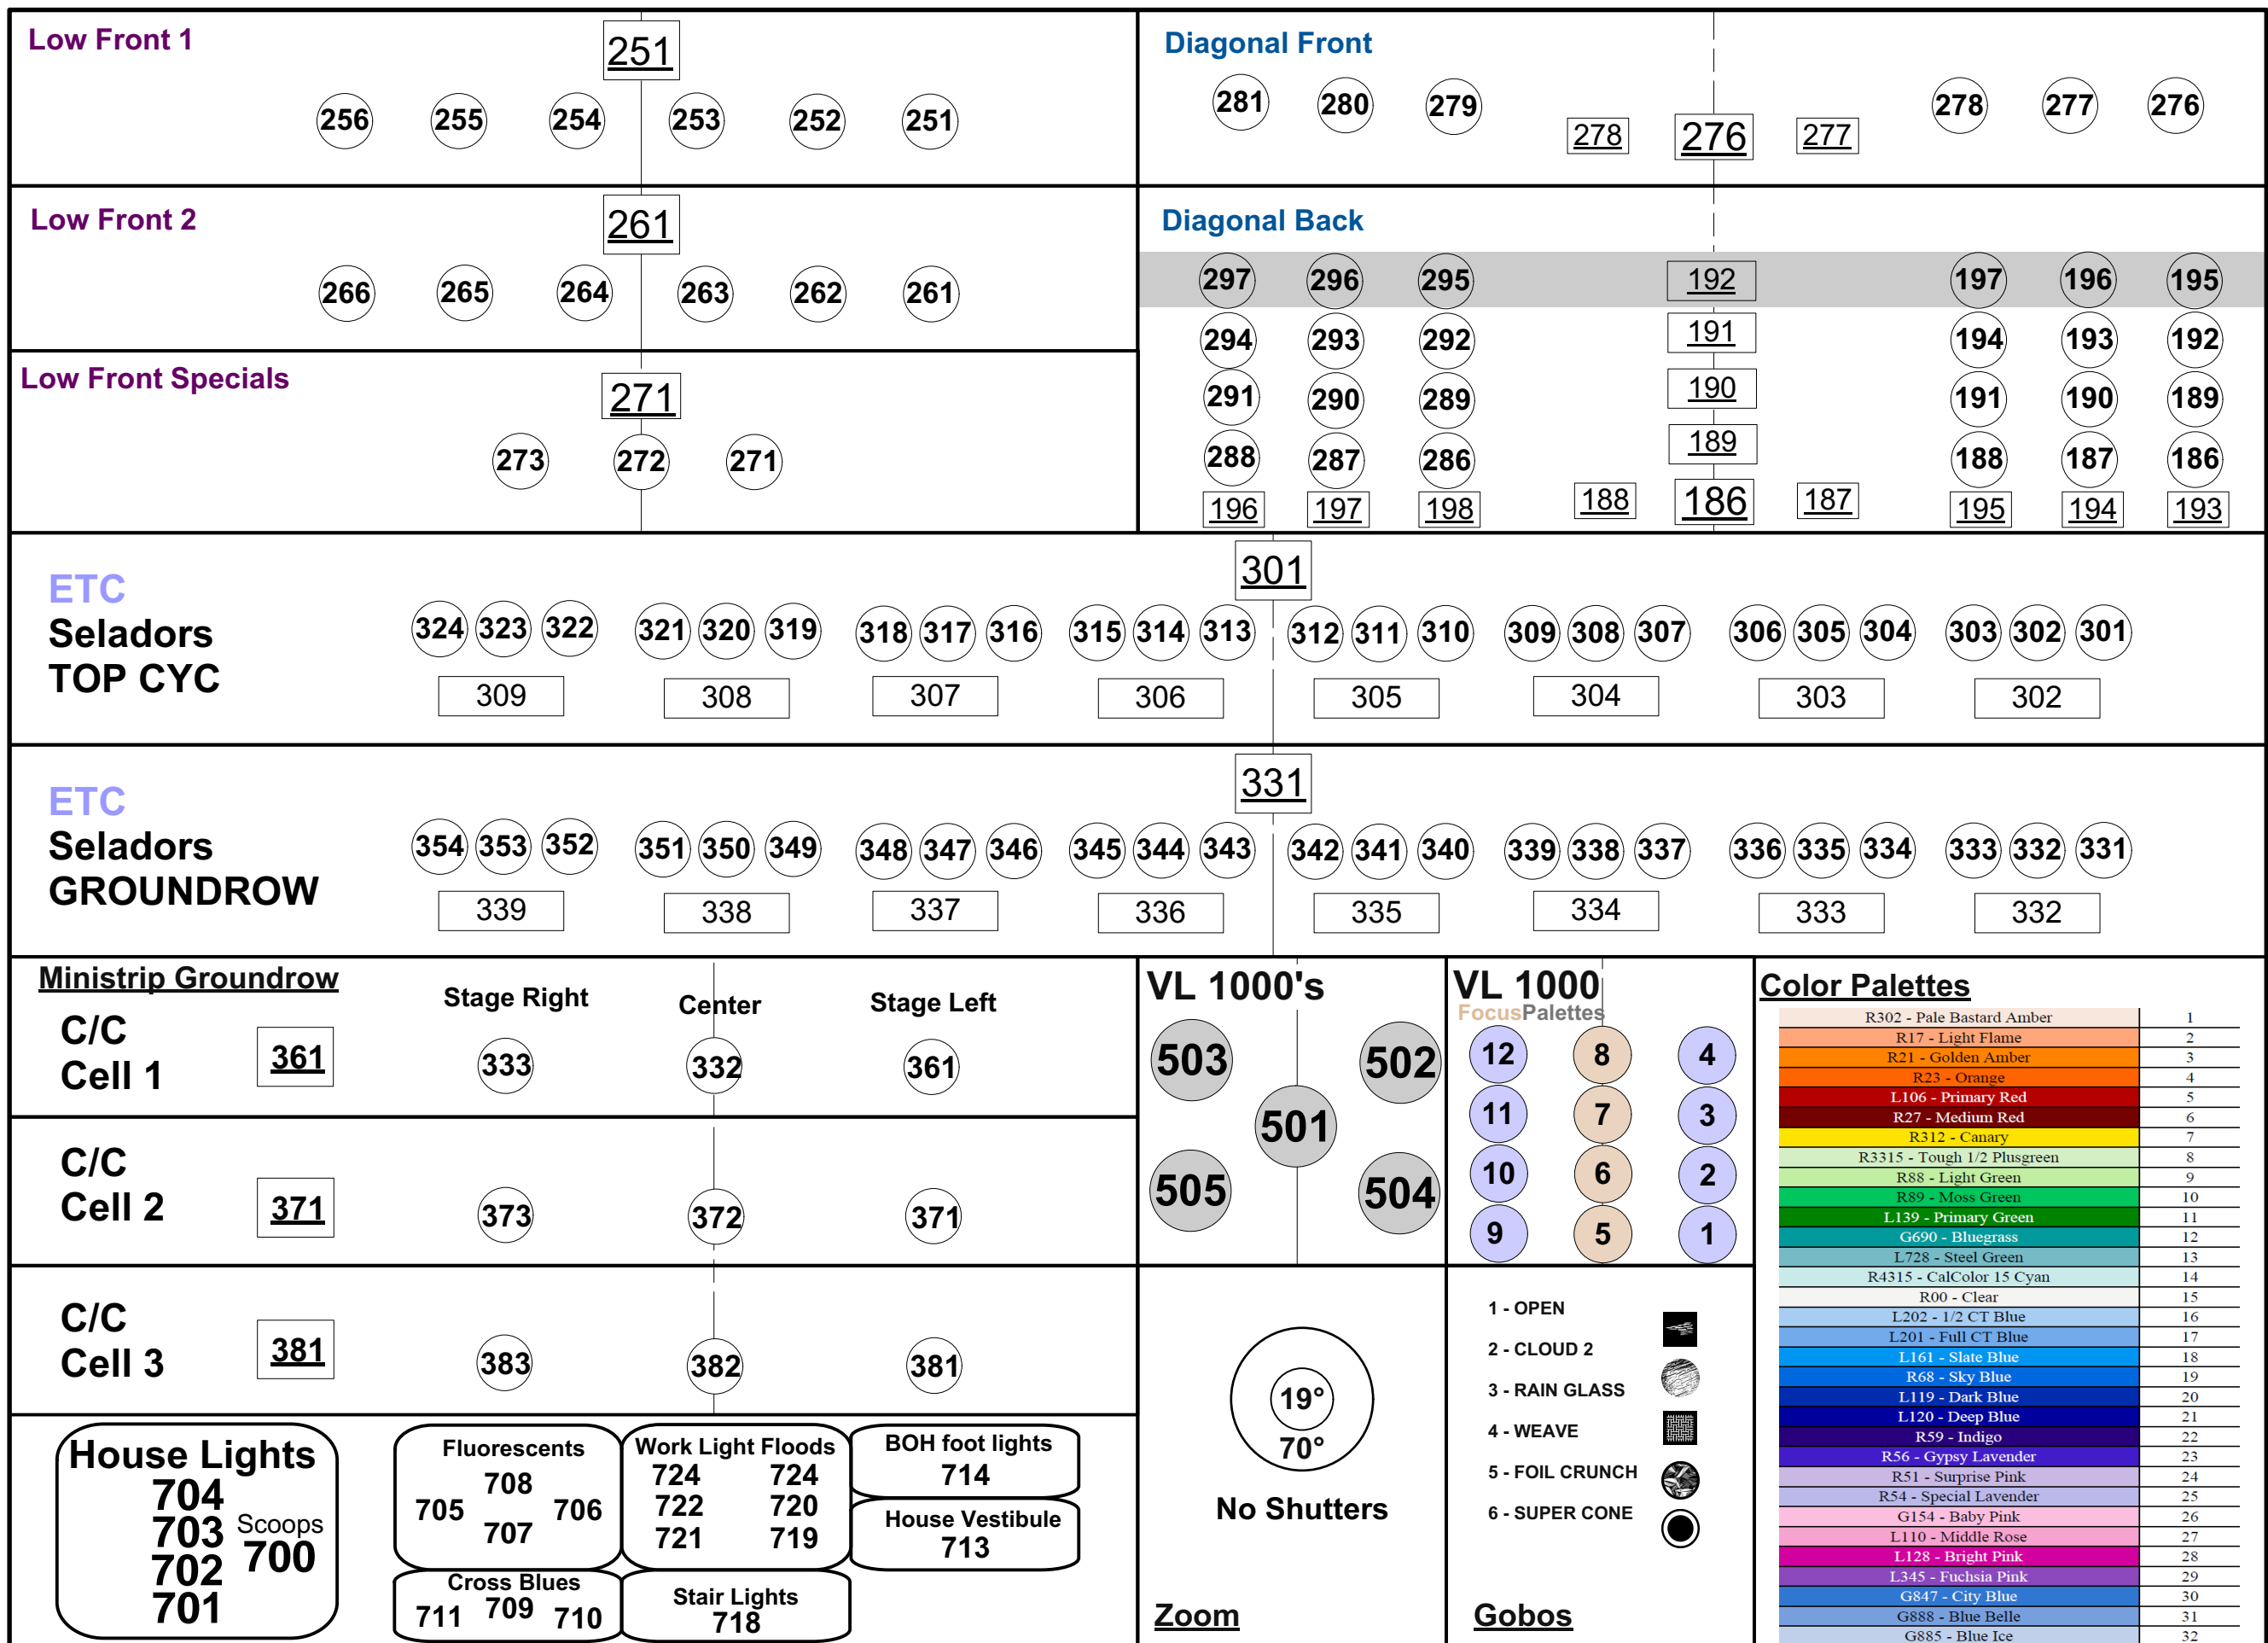 Low Front 1
251
256 255 254 253 252 251
Diagonal Front
281 280 279 278 277 276
278 276 277
Low Front 2
261
266 265 264 263 262 261
Diagonal Back
297 296 295 192 197 196 195
294 293 292 191 194 193 192
291 290 289 190 191 190 189
288 287 286 189 188 187 186
196 197 198 188 186 187 195 194 193
Low Front Specials
271
273 272 271
ETC
Seladors
TOP CYC
301
324 323 322 321 320 319 318 317 316 315 314 313 312 311 310 309 308 307 306 305 304 303 302 301
309 308 307 306 305 304 303 302
ETC
Seladors
GROUNDROW
331
354 353 352 351 350 349 348 347 346 345 344 343 342 341 340 339 338 337 336 335 334 333 332 331
339 338 337 336 335 334 333 332
Ministrip Groundrow
Stage Right Center Stage Left
C/C
Cell 1
361 333 332 361
C/C
Cell 2
371 373 372 371
C/C
Cell 3
381 383 382 381
VL 1000's
503 502
501
505 504
VL 1000
FocusPalettes
12 8 4
11 7 3
10 6 2
9 5 1
19°
70°
No Shutters
Zoom
1 - OPEN
2 - CLOUD 2
3 - RAIN GLASS
4 - WEAVE
5 - FOIL CRUNCH
6 - SUPER CONE
Gobos
Color Palettes
R302 - Pale Bastard Amber 1
R17 - Light Flame 2
R21 - Golden Amber 3
R23 - Orange 4
L106 - Primary Red 5
R27 - Medium Red 6
R312 - Canary 7
R3315 - Tough 1/2 Plusgreen 8
R88 - Light Green 9
R89 - Moss Green 10
L139 - Primary Green 11
G690 - Bluegrass 12
L728 - Steel Green 13
R4315 - CalColor 15 Cyan 14
R00 - Clear 15
L202 - 1/2 CT Blue 16
L201 - Full CT Blue 17
L161 - Slate Blue 18
R68 - Sky Blue 19
L119 - Dark Blue 20
L120 - Deep Blue 21
R59 - Indigo 22
R56 - Gypsy Lavender 23
R51 - Surprise Pink 24
R54 - Special Lavender 25
G154 - Baby Pink 26
L110 - Middle Rose 27
L128 - Bright Pink 28
L345 - Fuchsia Pink 29
G847 - City Blue 30
G888 - Blue Belle 31
G885 - Blue Ice 32
House Lights
704
703
702
701
Scoops
700
Fluorescents
708
705 706
707
Work Light Floods
724 724
722 720
721 719
BOH foot lights
714
House Vestibule
713
Cross Blues
711 709 710
Stair Lights
718